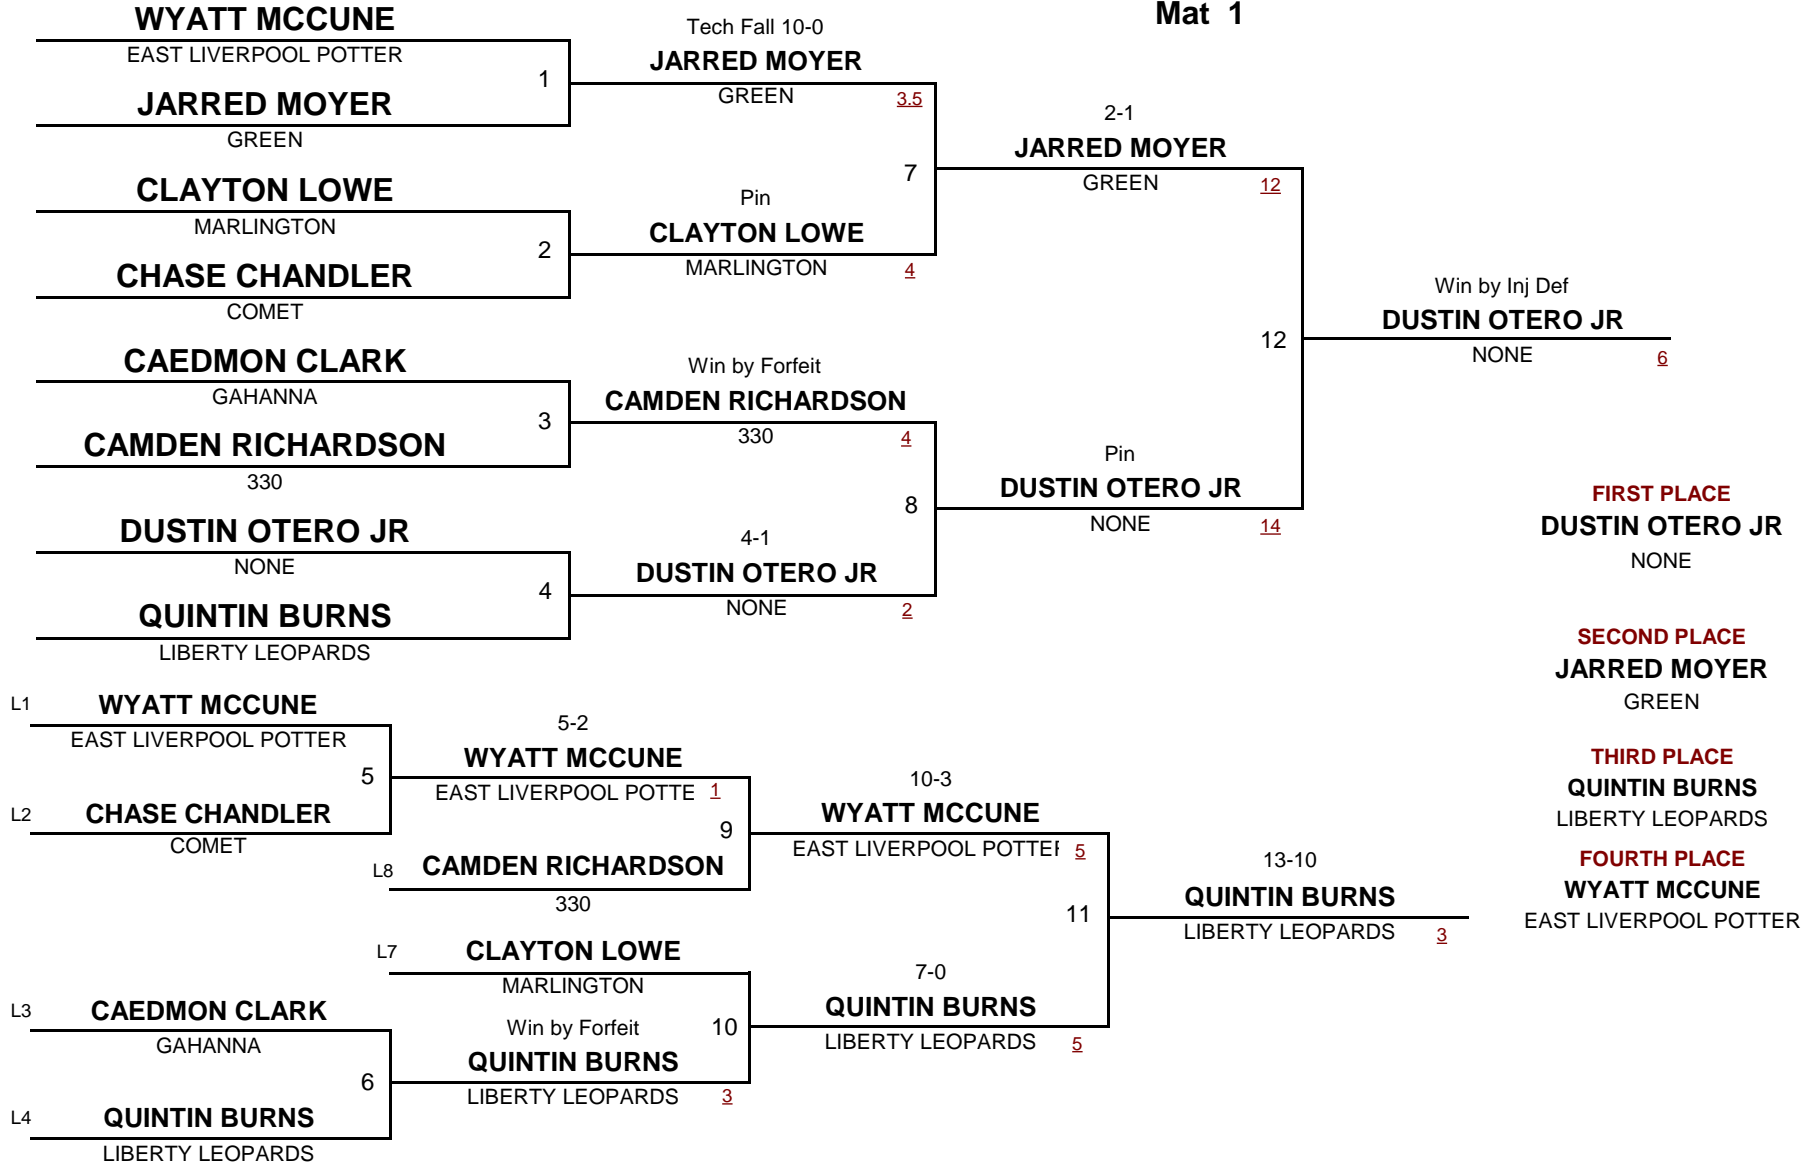 Mat 1
WYATT MCCUNE
EAST LIVERPOOL POTTER
1
JARRED MOYER
GREEN
CLAYTON LOWE
MARLINGTON
2
CHASE CHANDLER
COMET
CAEDMON CLARK
GAHANNA
3
CAMDEN RICHARDSON
330
DUSTIN OTERO JR
NONE
4
QUINTIN BURNS
LIBERTY LEOPARDS
Tech Fall 10-0
JARRED MOYER
GREEN 3.5
7
Pin
CLAYTON LOWE
MARLINGTON 4
Win by Forfeit
CAMDEN RICHARDSON
330 4
8
4-1
DUSTIN OTERO JR
NONE 2
2-1
JARRED MOYER
GREEN 12
12
Pin
DUSTIN OTERO JR
NONE 14
Win by Inj Def
DUSTIN OTERO JR
NONE 6
L1 WYATT MCCUNE
EAST LIVERPOOL POTTER
5
L2 CHASE CHANDLER
COMET
L3 CAEDMON CLARK
GAHANNA
6
L4 QUINTIN BURNS
LIBERTY LEOPARDS
5-2
WYATT MCCUNE
EAST LIVERPOOL POTTE 1
9
L8 CAMDEN RICHARDSON
330
L7 CLAYTON LOWE
MARLINGTON
10
Win by Forfeit
QUINTIN BURNS
LIBERTY LEOPARDS 3
10-3
WYATT MCCUNE
EAST LIVERPOOL POTTER 5
11
7-0
QUINTIN BURNS
LIBERTY LEOPARDS 5
13-10
QUINTIN BURNS
LIBERTY LEOPARDS 3
FIRST PLACE
DUSTIN OTERO JR
NONE
SECOND PLACE
JARRED MOYER
GREEN
THIRD PLACE
QUINTIN BURNS
LIBERTY LEOPARDS
FOURTH PLACE
WYATT MCCUNE
EAST LIVERPOOL POTTER